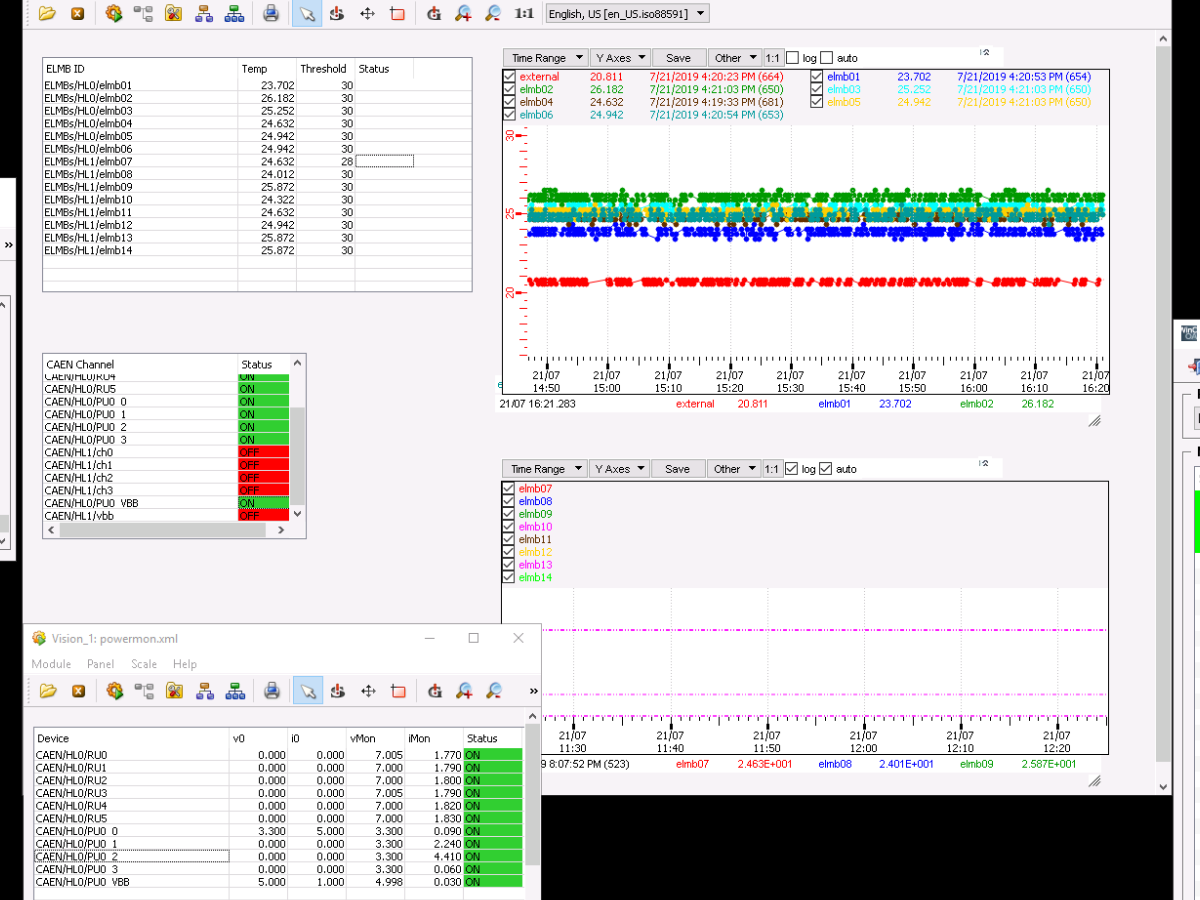 1:1 English, US [en_US.iso88591]
ELMB ID Temp Threshold Status
ELMBs/HL0/elmb01 23.702 30
ELMBs/HL0/elmb02 26.182 30
ELMBs/HL0/elmb03 25.252 30
ELMBs/HL0/elmb04 24.632 30
ELMBs/HL0/elmb05 24.942 30
ELMBs/HL0/elmb06 24.942 30
ELMBs/HL1/elmb07 24.632 28
ELMBs/HL1/elmb08 24.012 30
ELMBs/HL1/elmb09 25.872 30
ELMBs/HL1/elmb10 24.322 30
ELMBs/HL1/elmb11 24.632 30
ELMBs/HL1/elmb12 24.942 30
ELMBs/HL1/elmb13 25.872 30
ELMBs/HL1/elmb14 25.872 30
Time Range Y Axes Save Other 1:1 log auto
external 20.811 7/21/2019 4:20:23 PM (664) elmb01 23.702 7/21/2019 4:20:53 PM (654)
elmb02 26.182 7/21/2019 4:21:03 PM (650) elmb03 25.252 7/21/2019 4:21:03 PM (650)
elmb04 24.632 7/21/2019 4:19:33 PM (681) elmb05 24.942 7/21/2019 4:21:03 PM (650)
elmb06 24.942 7/21/2019 4:20:54 PM (653)
30
25
20
21/07 21/07 21/07 21/07 21/07 21/07 21/07 21/07 21/07 21/07
14:50 15:00 15:10 15:20 15:30 15:40 15:50 16:00 16:10 16:20
21/07 16:21.283 external 20.811 elmb01 23.702 elmb02 26.182
CAEN Channel Status
CAEN/HL0/RU4 ON
CAEN/HL0/RU5 ON
CAEN/HL0/PU0 0 ON
CAEN/HL0/PU0 1 ON
CAEN/HL0/PU0 2 ON
CAEN/HL0/PU0 3 ON
CAEN/HL1/ch0 OFF
CAEN/HL1/ch1 OFF
CAEN/HL1/ch2 OFF
CAEN/HL1/ch3 OFF
CAEN/HL0/PU0 VBB ON
CAEN/HL1/vbb OFF
Time Range Y Axes Save Other 1:1 log auto
elmb07
elmb08
elmb09
elmb10
elmb11
elmb12
elmb13
elmb14
21/07 21/07 21/07 21/07 21/07 21/07
11:30 11:40 11:50 12:00 12:10 12:20
9 8:07:52 PM (523) elmb07 2.463E+001 elmb08 2.401E+001 elmb09 2.587E+001
Vision_1: powermon.xml
Module Panel Scale Help
Device v0 i0 vMon iMon Status
CAEN/HL0/RU0 0.000 0.000 7.005 1.770 ON
CAEN/HL0/RU1 0.000 0.000 7.000 1.790 ON
CAEN/HL0/RU2 0.000 0.000 7.000 1.800 ON
CAEN/HL0/RU3 0.000 0.000 7.005 1.790 ON
CAEN/HL0/RU4 0.000 0.000 7.000 1.820 ON
CAEN/HL0/RU5 0.000 0.000 7.000 1.830 ON
CAEN/HL0/PU0 0 3.300 5.000 3.300 0.090 ON
CAEN/HL0/PU0 1 0.000 0.000 3.300 2.240 ON
CAEN/HL0/PU0 2 0.000 0.000 3.300 4.410 ON
CAEN/HL0/PU0 3 0.000 0.000 3.300 0.060 ON
CAEN/HL0/PU0 VBB 5.000 1.000 4.998 0.030 ON